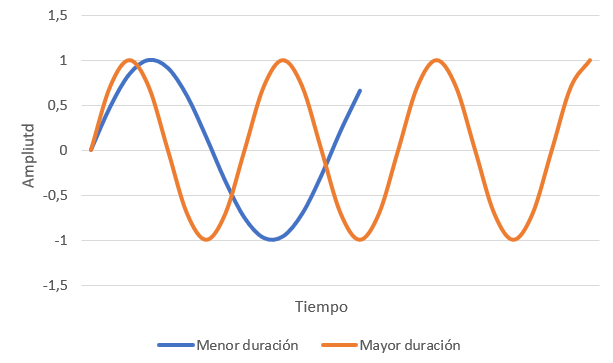 1,5
1
0,5
0
-0,5
-1
-1,5
Ampliutd
Tiempo
Menor duración
Mayor duración